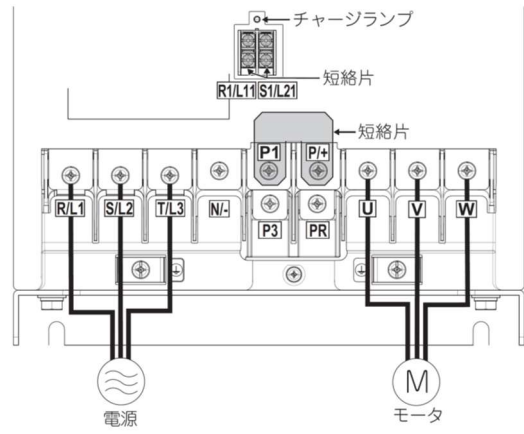 チャージランプ
短絡片
R1/L11 S1/L21
短絡片
P1 P/+
R/L1 S/L2 T/L3 N/- U V W
P3 PR
M
電源 モータ